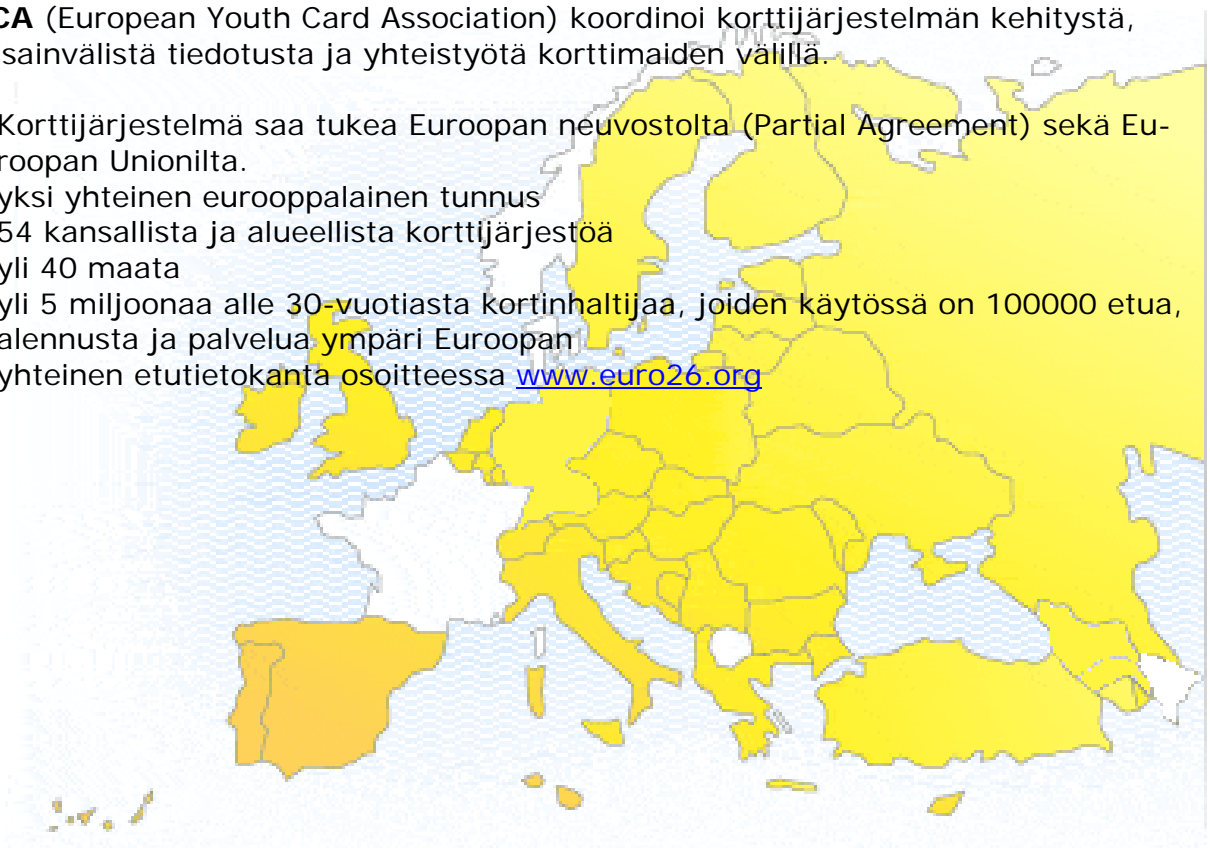 CA (European Youth Card Association) koordinoi korttijärjestelmän kehitystä,
sainvälistä tiedotusta ja yhteistyötä korttimaiden välillä.
Korttijärjestelmä saa tukea Euroopan neuvostolta (Partial Agreement) sekä Eu-
roopan Unionilta.
yksi yhteinen eurooppalainen tunnus
54 kansallista ja alueellista korttijärjestöä
yli 40 maata
yli 5 miljoonaa alle 30-vuotiasta kortinhaltijaa, joiden käytössä on 100000 etua,
alennusta ja palvelua ympäri Euroopan
yhteinen etutietokanta osoitteessa www.euro26.org